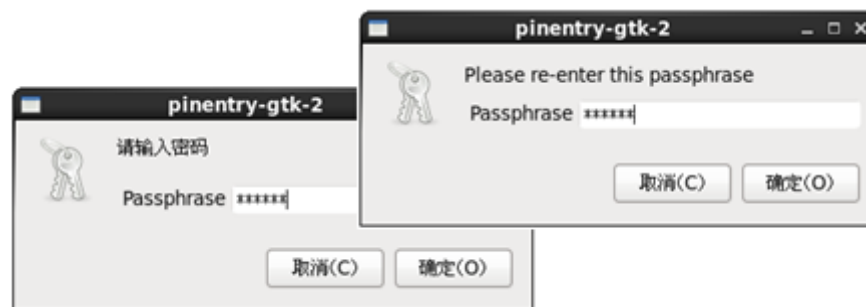 pinentry-gtk-2
Please re-enter this passphrase
Passphrase ******
取消(C) 确定(O)
pinentry-gtk-2
请输入密码
Passphrase ******
取消(C) 确定(O)